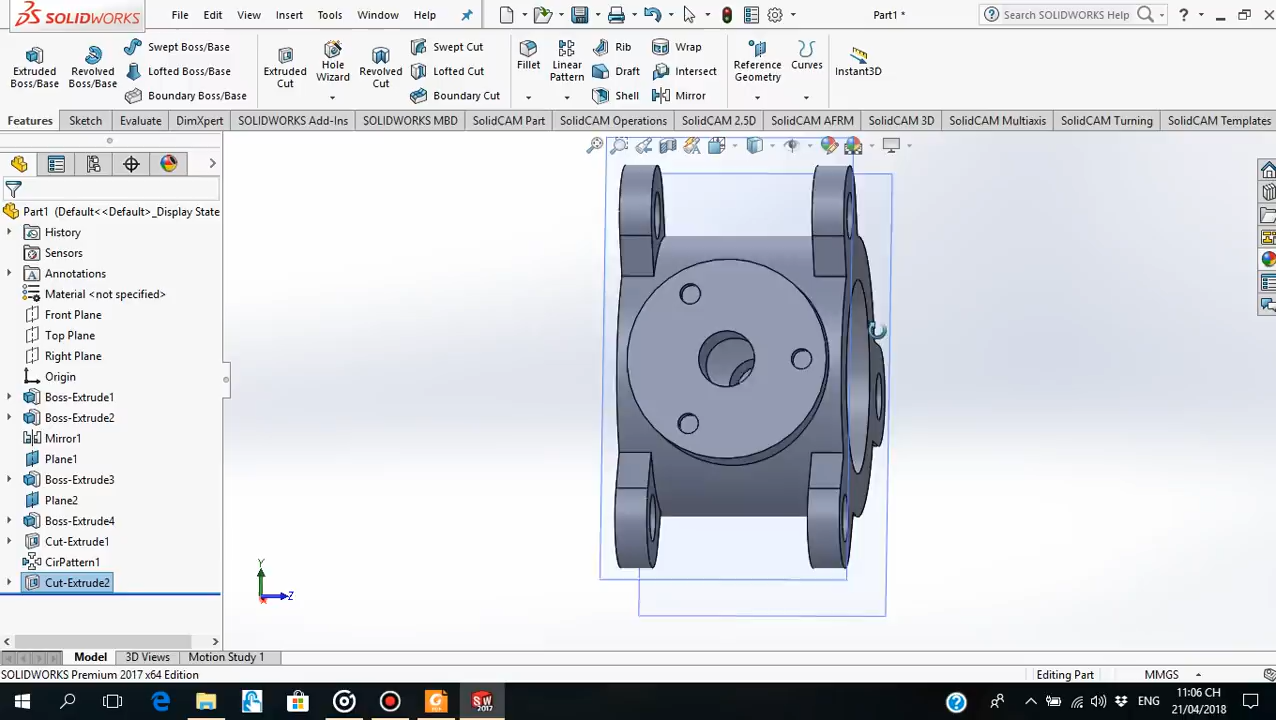 SOLIDWORKS
File Edit View Insert Tools Window Help
Part1 *
Search SOLIDWORKS Help
?
Extruded Boss/Base
Revolved Boss/Base
Swept Boss/Base
Lofted Boss/Base
Boundary Boss/Base
Extruded Cut
Hole Wizard
Revolved Cut
Swept Cut
Lofted Cut
Boundary Cut
Fillet
Linear Pattern
Rib
Draft
Shell
Wrap
Intersect
Mirror
Reference Geometry
Curves
Instant3D
Features Sketch Evaluate DimXpert SOLIDWORKS Add-Ins SOLIDWORKS MBD SolidCAM Part SolidCAM Operations SolidCAM 2.5D SolidCAM AFRM SolidCAM 3D SolidCAM Multiaxis SolidCAM Turning SolidCAM Templates
Part1 (Default<<Default>_Display State
History
Sensors
Annotations
Material <not specified>
Front Plane
Top Plane
Right Plane
Origin
Boss-Extrude1
Boss-Extrude2
Mirror1
Plane1
Boss-Extrude3
Plane2
Boss-Extrude4
Cut-Extrude1
CirPattern1
Cut-Extrude2
Y
Z
Model 3D Views Motion Study 1
SOLIDWORKS Premium 2017 x64 Edition
Editing Part
MMGS
ENG
11:06 CH
21/04/2018